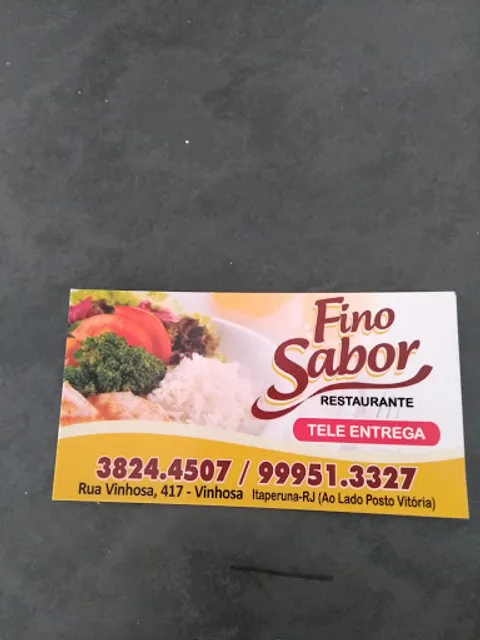 Fino
Sabor
RESTAURANTE
TELE ENTREGA
3824.4507 / 99951.3327
Rua Vinhosa, 417 - Vinhosa Itaperuna-RJ (Ao Lado Posto Vitória)